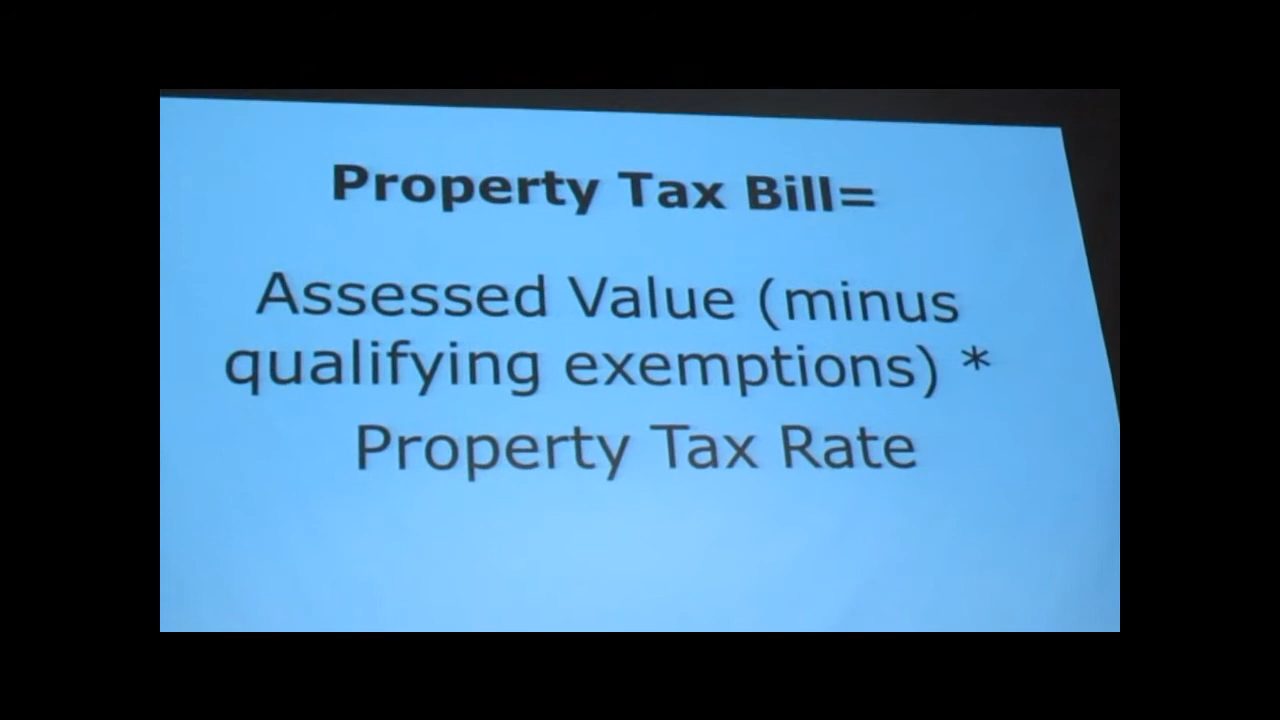 Property Tax Bill=
Assessed Value (minus
qualifying exemptions) *
Property Tax Rate